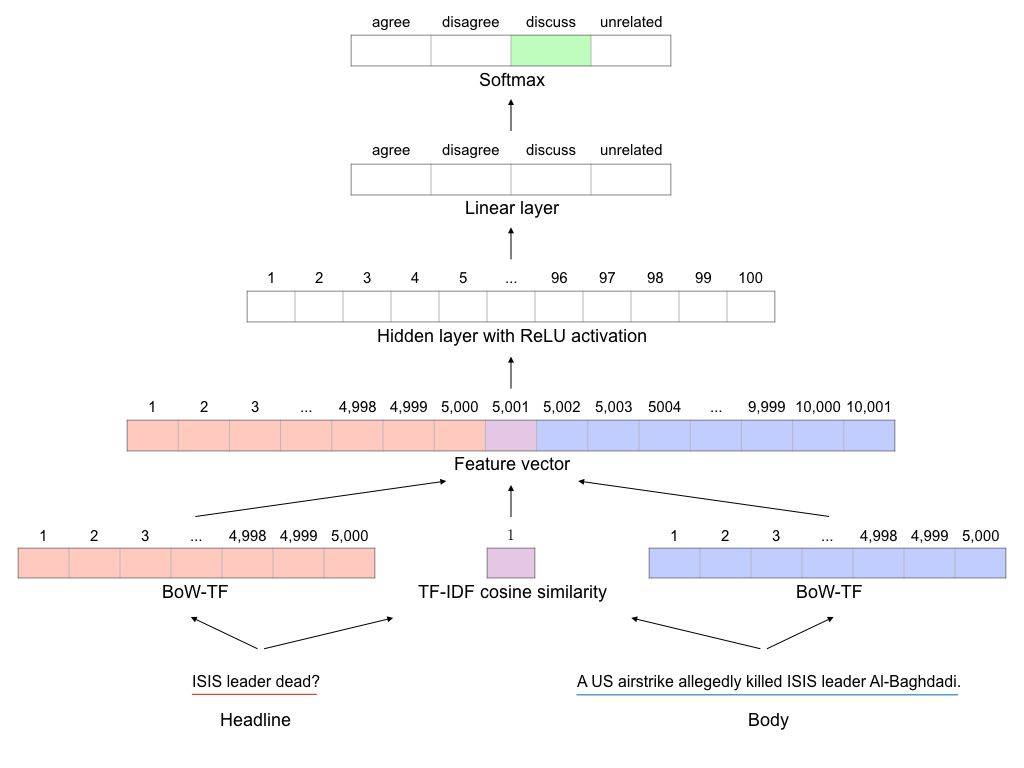 agree disagree discuss unrelated
Softmax
agree disagree discuss unrelated
Linear layer
1 2 3 4 5 ... 96 97 98 99 100
Hidden layer with ReLU activation
1 2 3 ... 4,998 4,999 5,000 5,001 5,002 5,003 5004 ... 9,999 10,000 10,001
Feature vector
1 2 3 ... 4,998 4,999 5,000 1 1 2 3 ... 4,998 4,999 5,000
BoW-TF TF-IDF cosine similarity BoW-TF
ISIS leader dead? A US airstrike allegedly killed ISIS leader Al-Baghdadi.
Headline Body